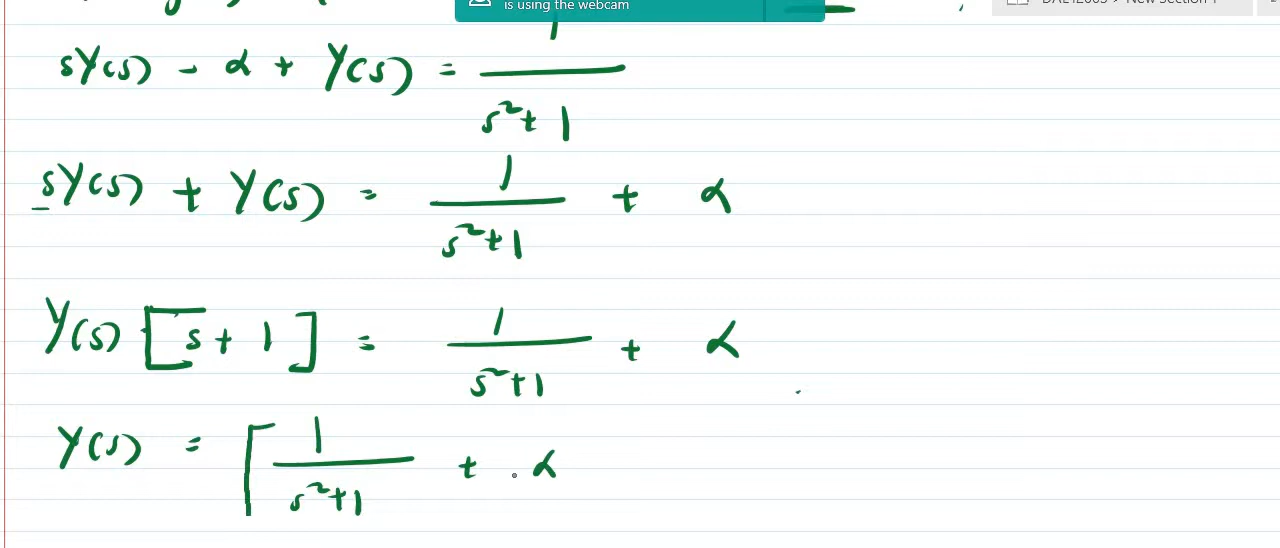 is using the webcam
sY(s) - α + Y(s) = 1/(s²+1)
sY(s) + Y(s) = 1/(s²+1) + α
Y(s) [s + 1] = 1/(s²+1) + α
Y(s) = [1/(s²+1) + α